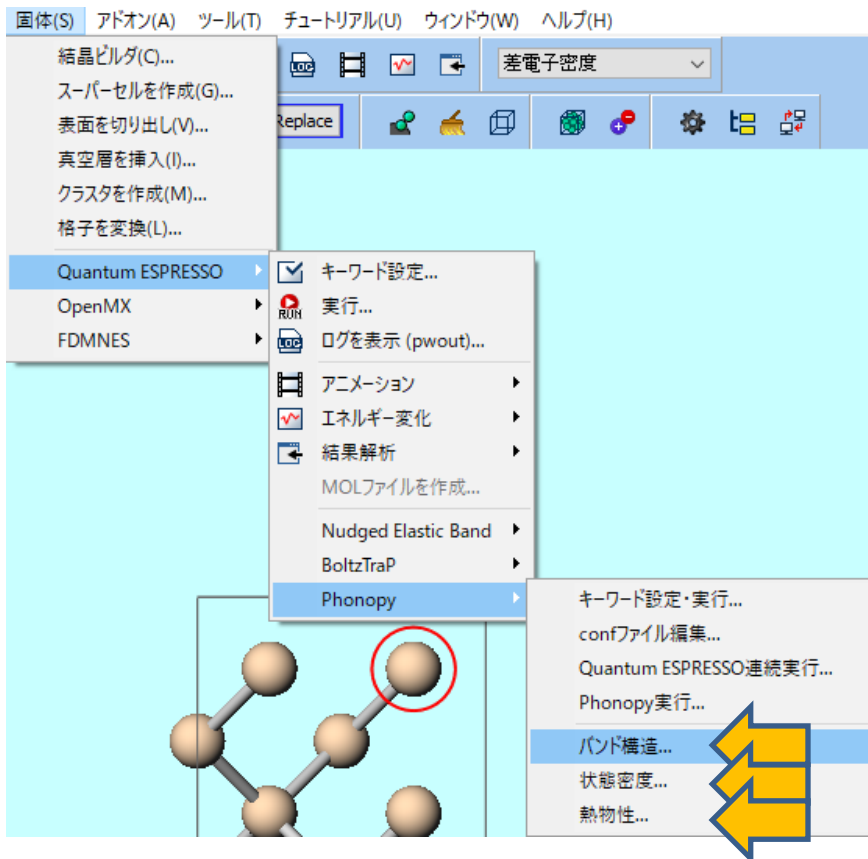 固体(S) アドオン(A) ツール(T) チュートリアル(U) ウィンドウ(W) ヘルプ(H)
結晶ビルダ(C)...
スーパーセルを作成(G)...
表面を切り出し(V)...
真空層を挿入(I)...
クラスタを作成(M)...
格子を変換(L)...
Quantum ESPRESSO
OpenMX
FDMNES
LOG
差電子密度
Replace
キーワード設定...
RUN 実行...
LOG ログを表示 (pwout)...
アニメーション
エネルギー変化
結果解析
MOLファイルを作成...
Nudged Elastic Band
BoltzTraP
Phonopy
キーワード設定・実行...
confファイル編集...
Quantum ESPRESSO連続実行...
Phonopy実行...
バンド構造...
状態密度...
熱物性...